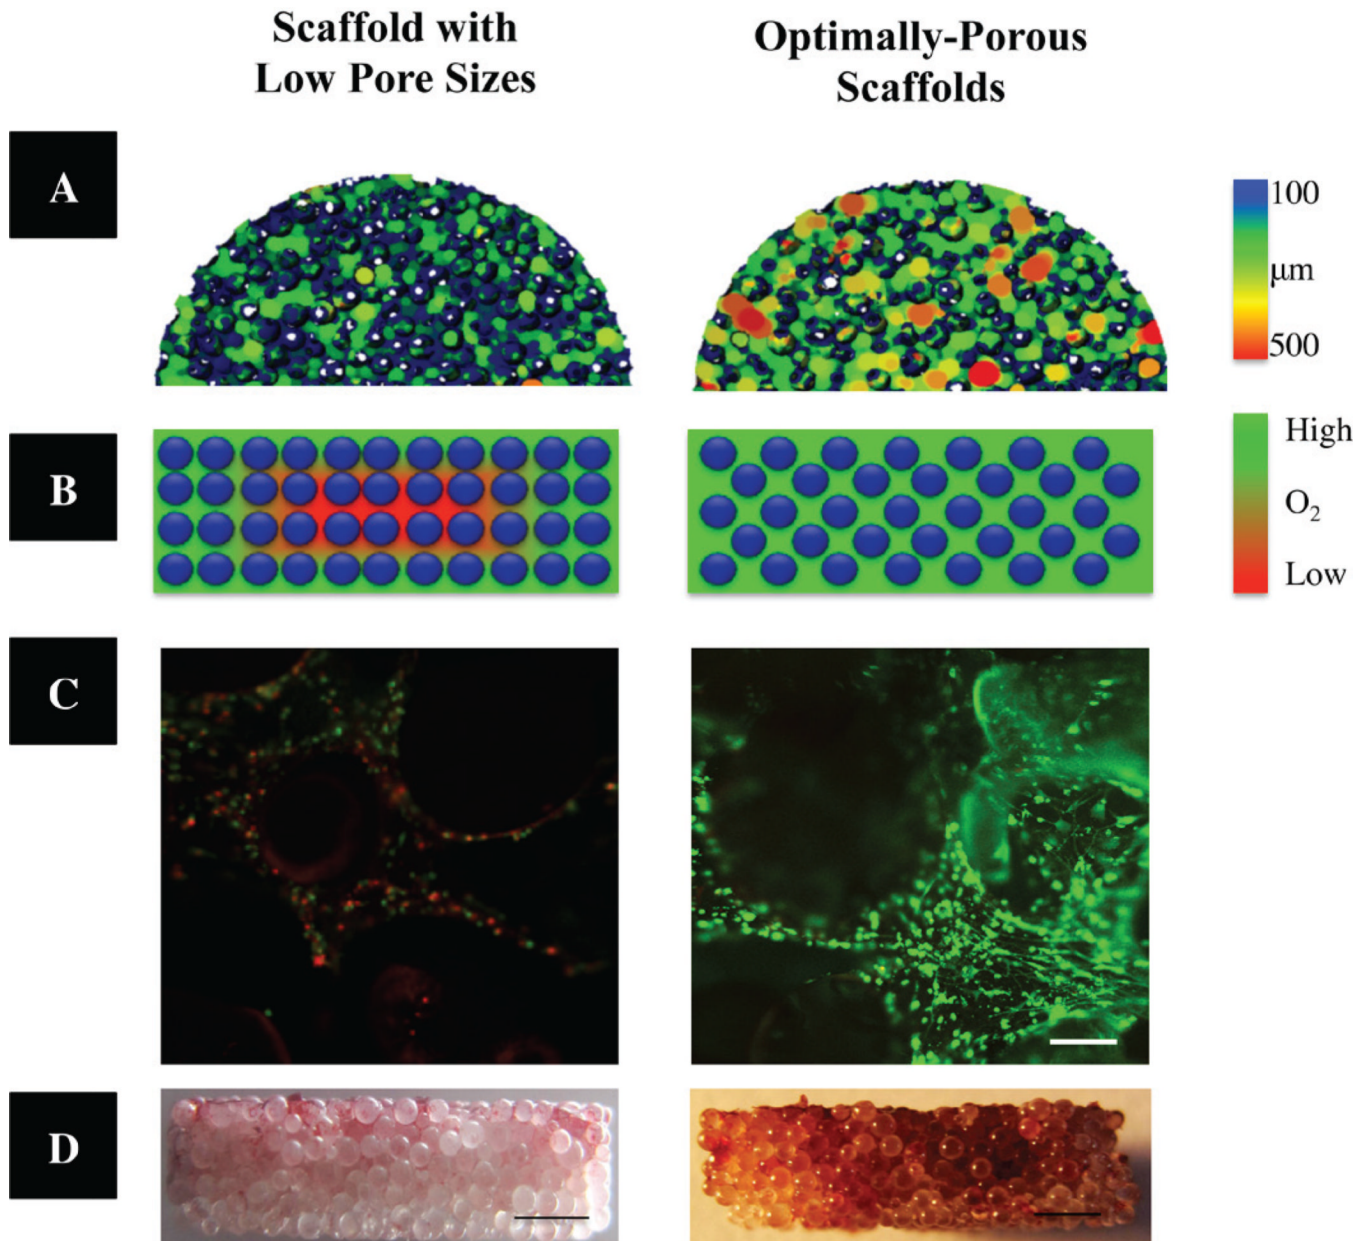 Scaffold with
Low Pore Sizes
Optimally-Porous
Scaffolds
A
100
μm
500
B
High
O₂
Low
C
D